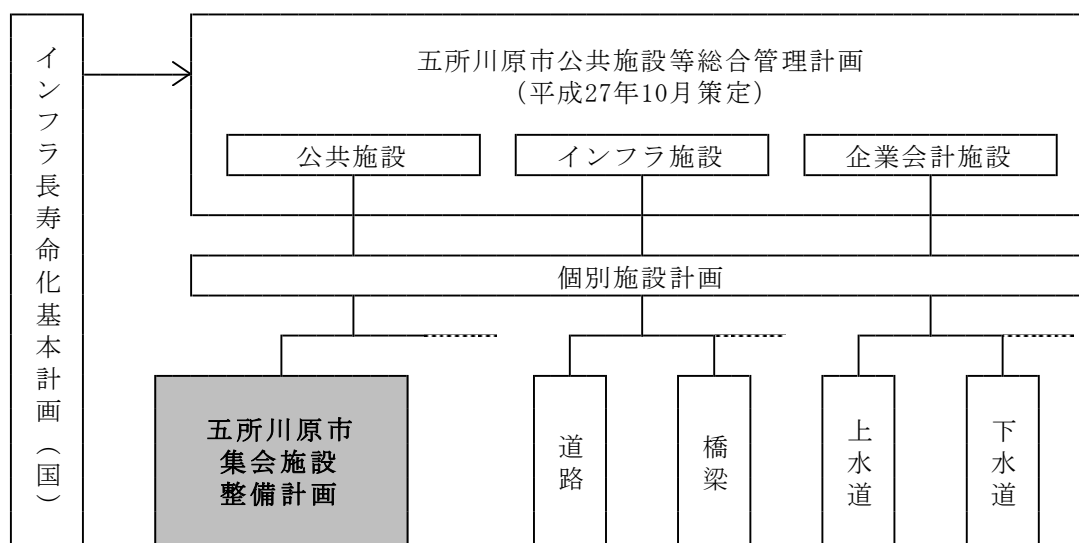 インフラ長寿命化基本計画（国）
五所川原市公共施設等総合管理計画
（平成27年10月策定）
公共施設
インフラ施設
企業会計施設
個別施設計画
五所川原市
集会施設
整備計画
道路
橋梁
上水道
下水道